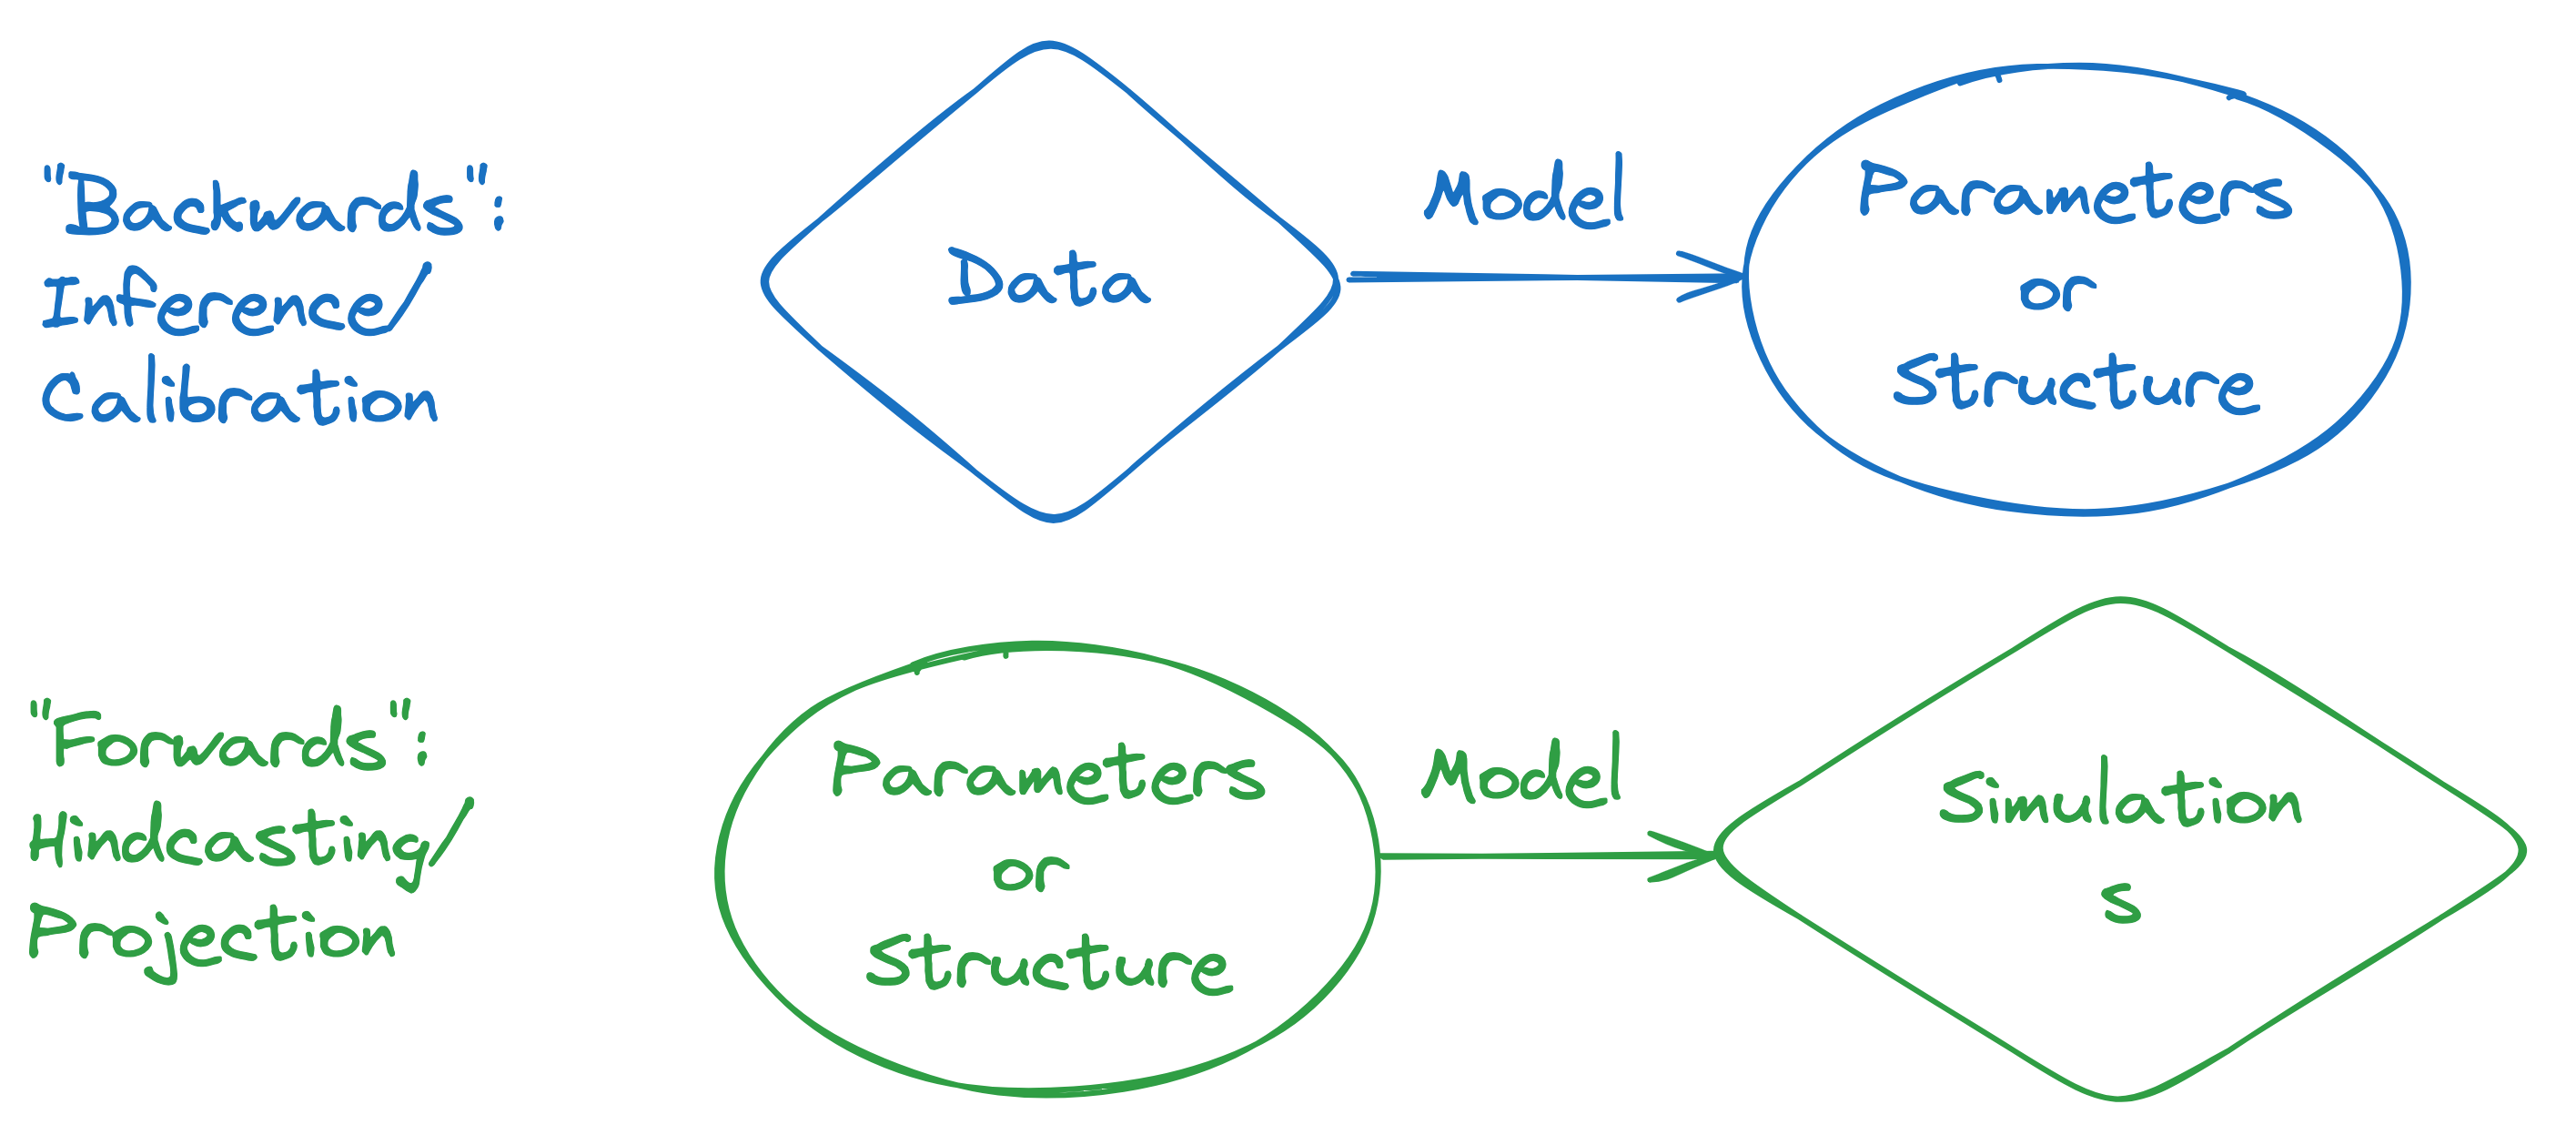 "Backwards":
Inference/
Calibration
Data
Model
Parameters
or
Structure
"Forwards":
Hindcasting/
Projection
Parameters
or
Structure
Model
Simulation
s